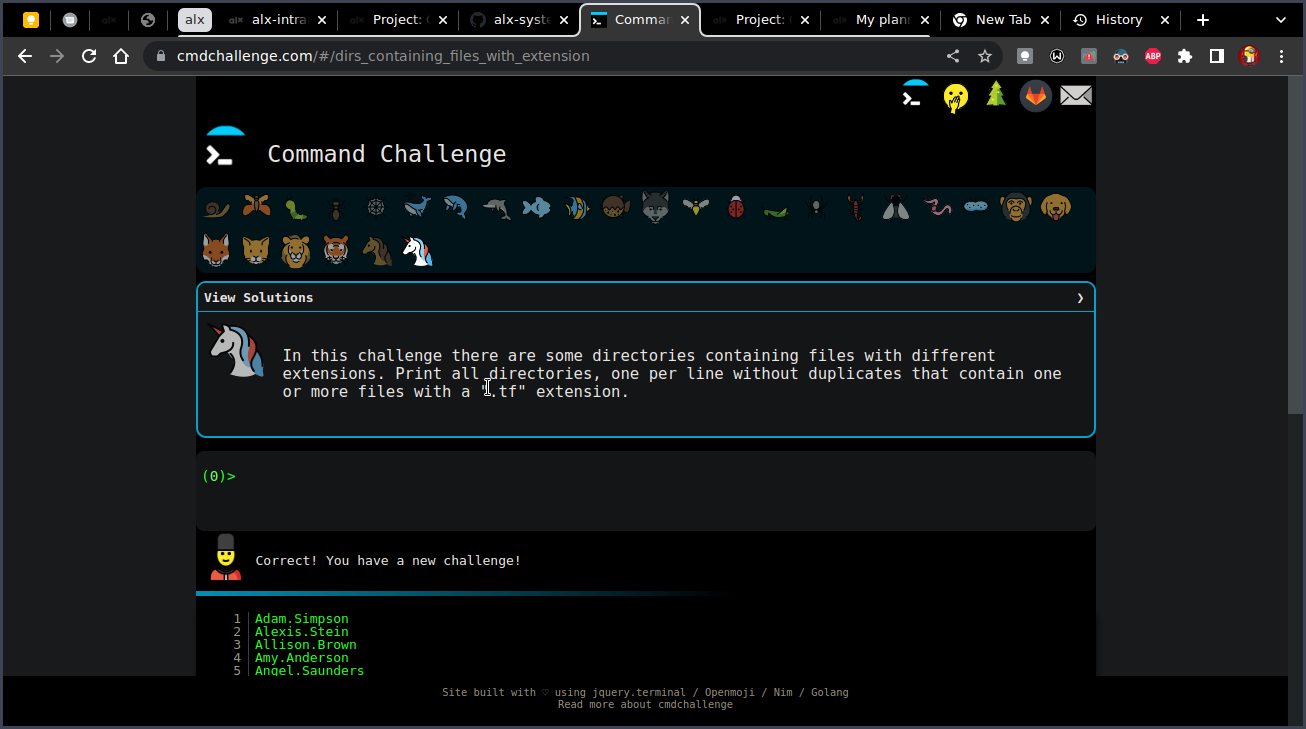 alx
alx-intra
Project:
alx-syste
Comman
Project:
My plann
New Tab
History
cmdchallenge.com/#/dirs_containing_files_with_extension
ABP
Command Challenge
View Solutions
In this challenge there are some directories containing files with different
extensions. Print all directories, one per line without duplicates that contain one
or more files with a ".tf" extension.
(0)>
Correct! You have a new challenge!
1 Adam.Simpson
2 Alexis.Stein
3 Allison.Brown
4 Amy.Anderson
5 Angel.Saunders
Site built with ♡ using jquery.terminal / Openmoji / Nim / Golang
Read more about cmdchallenge